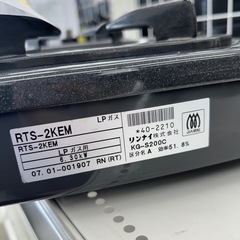 RTS-2KEM
LPガス
RTS-2KEM
LPガス用
6.30kW
07.01-001907 RN(RT)
*40-2210
リンナイ株式会社
KG-S200C
区分名 A 効率51.8%